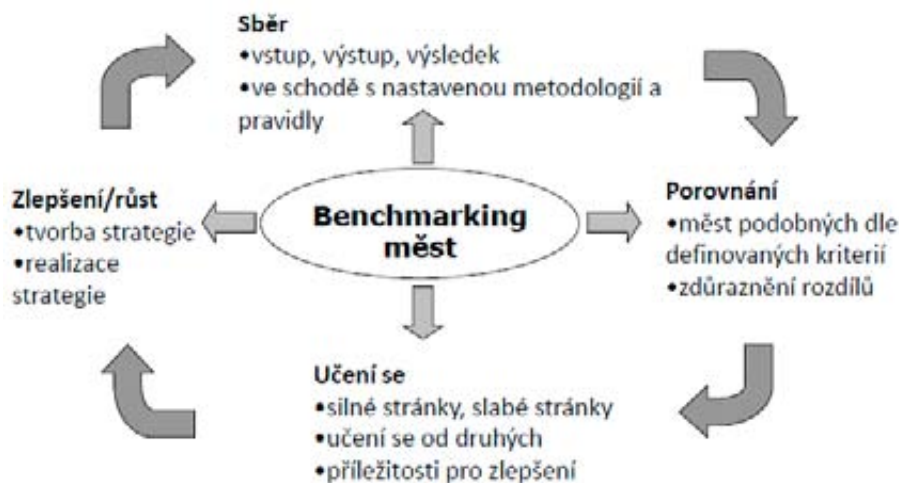 Sběr
•vstup, výstup, výsledek
•ve schodě s nastavenou metodologií a
pravidly
Zlepšení/růst
•tvorba strategie
•realizace
strategie
Benchmarking
měst
Porovnání
•měst podobných dle
definovaných kriterií
•zdůraznění rozdílů
Učení se
•silné stránky, slabé stránky
•učení se od druhých
•příležitosti pro zlepšení